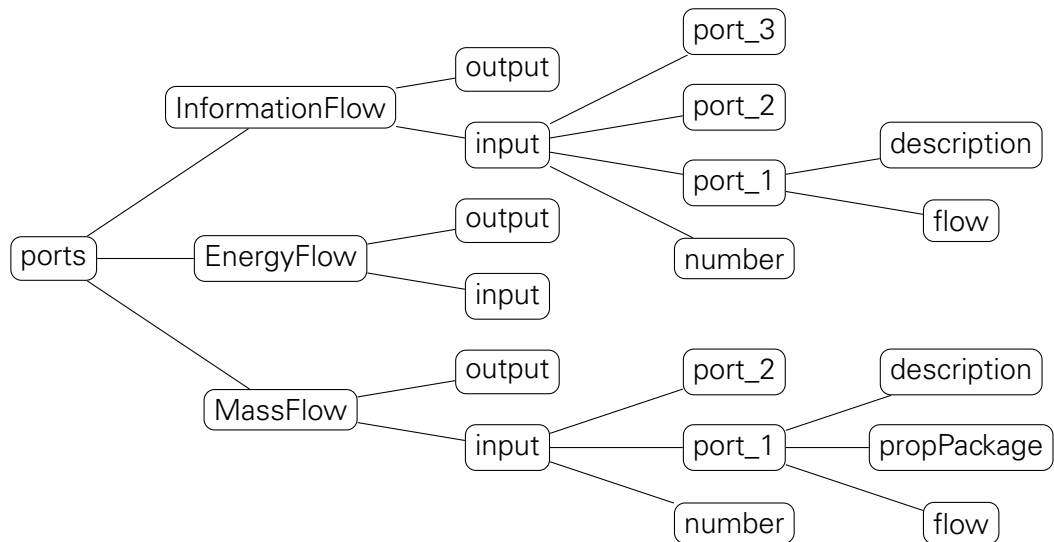 port_3
output
InformationFlow
port_2
input
description
port_1
output
flow
ports
EnergyFlow
number
input
output
port_2
description
MassFlow
input
port_1
propPackage
number
flow